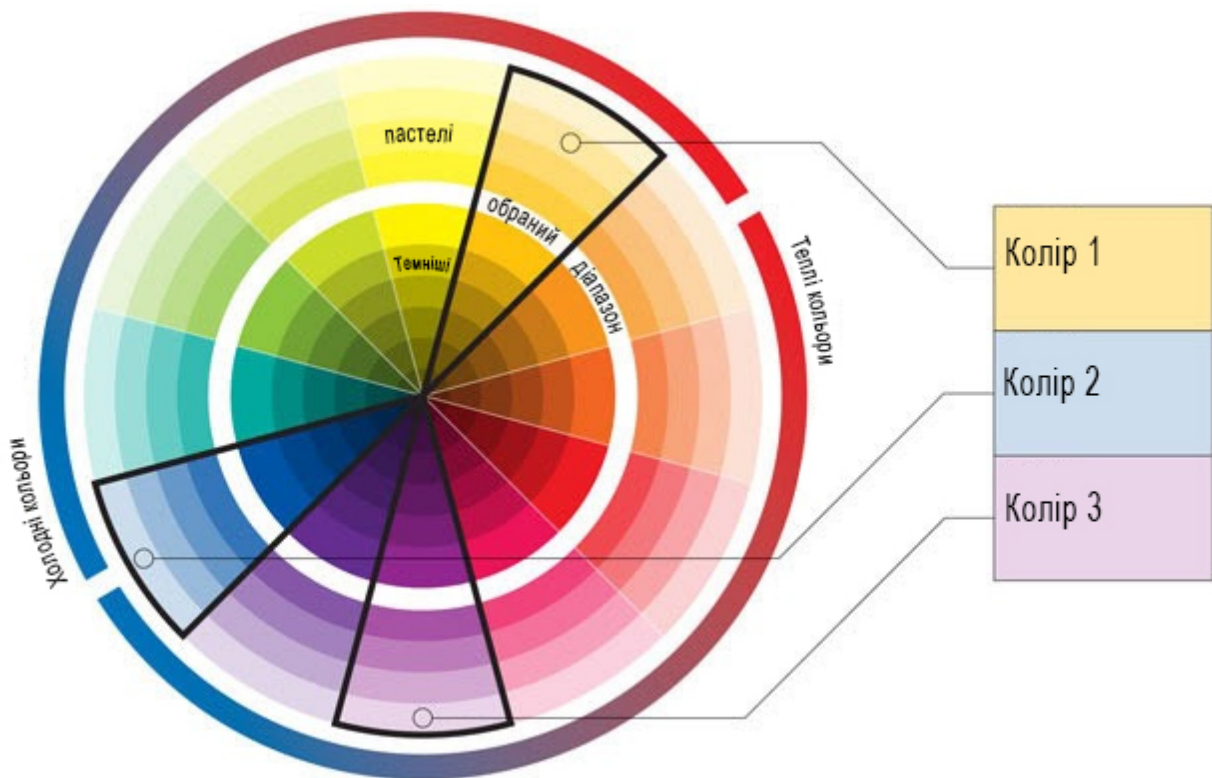 пастелі
обраний
діапазон
Темніші
Теплі кольори
Холодні кольори
Колір 1
Колір 2
Колір 3